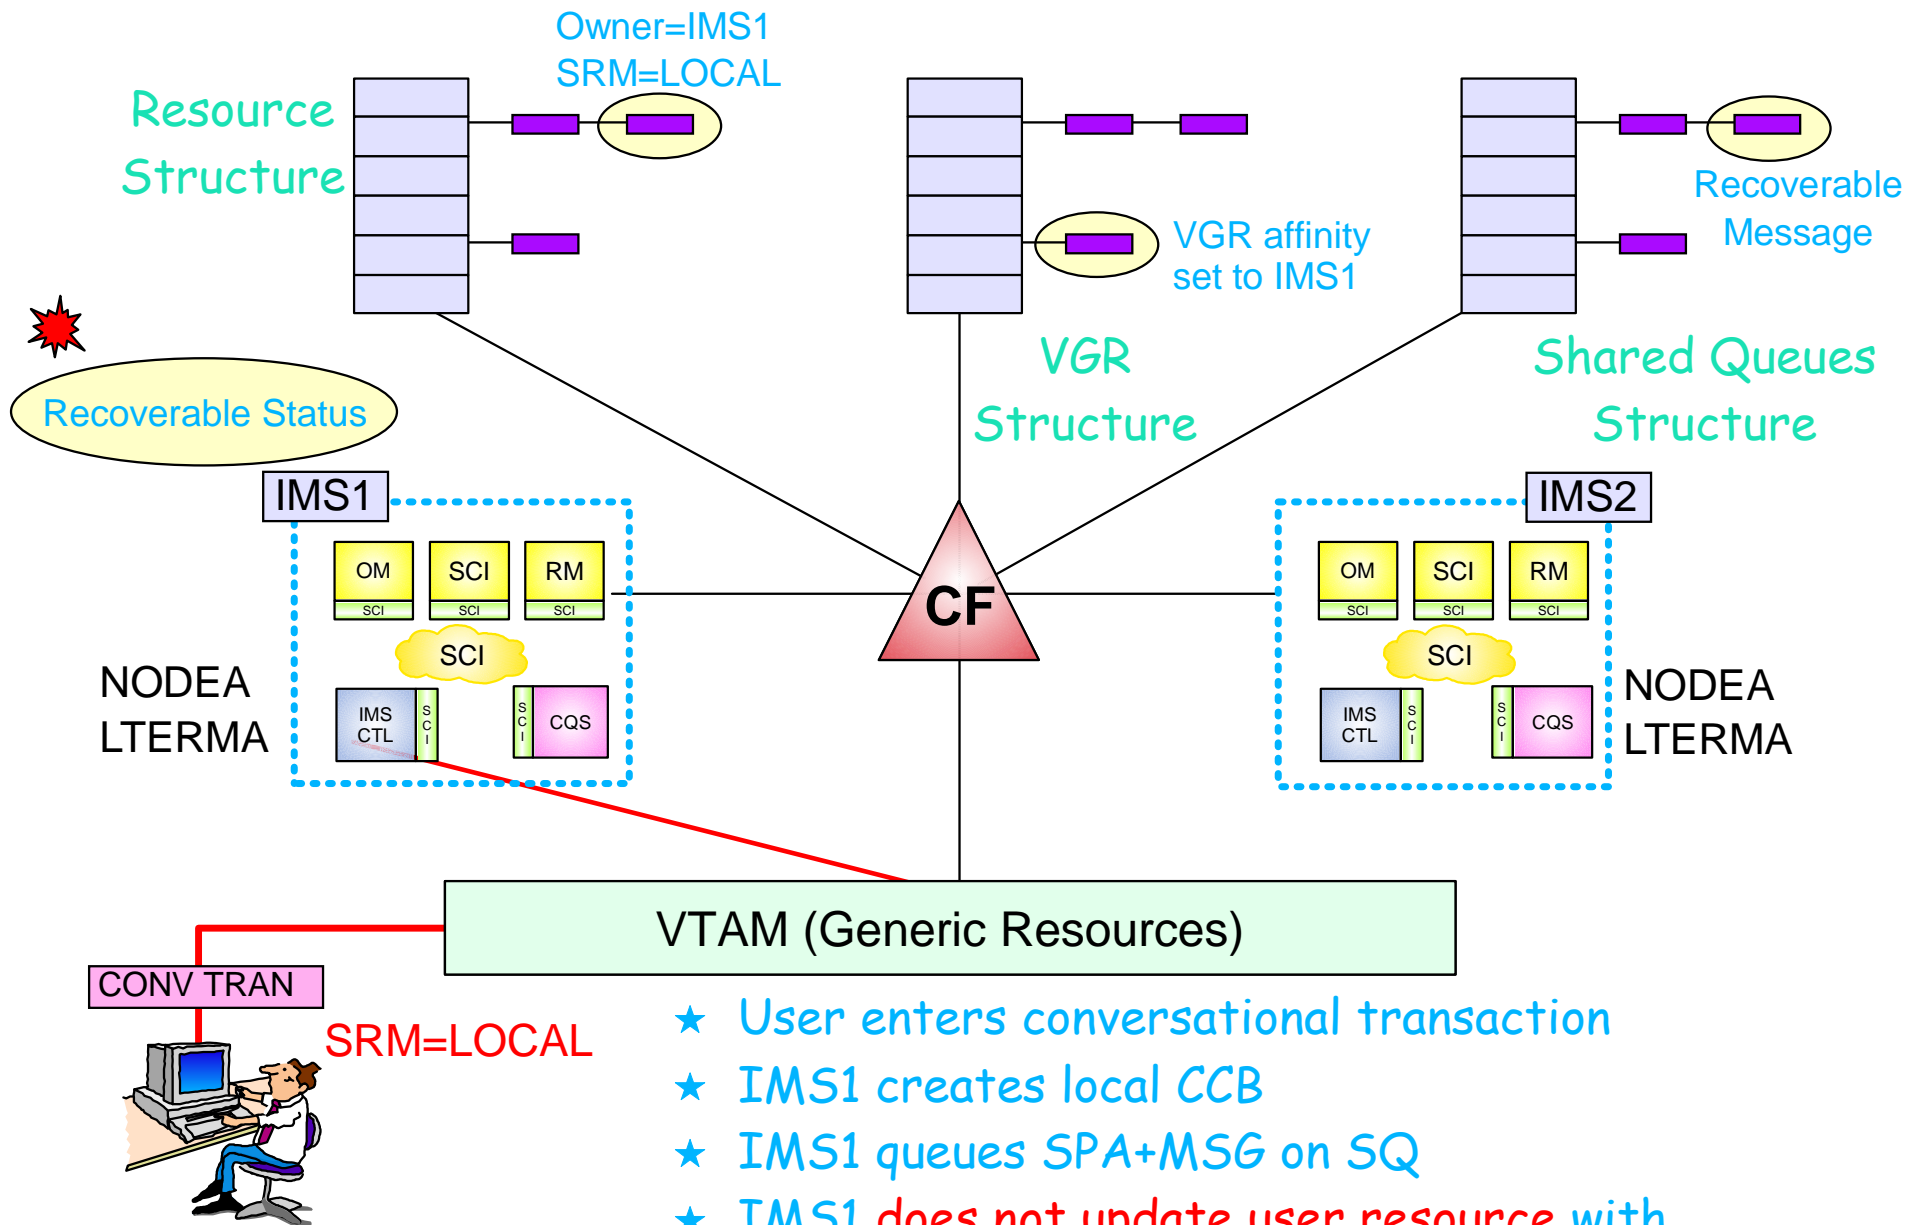 Owner=IMS1
SRM=LOCAL
Resource
Structure
VGR affinity
set to IMS1
Recoverable
Message
VGR
Structure
Shared Queues
Structure
Recoverable Status
IMS1
OM
SCI
RM
SCI
SCI
SCI
SCI
IMS
CTL
SCI
SCI
CQS
NODEA
LTERMA
CF
IMS2
OM
SCI
RM
SCI
SCI
SCI
SCI
IMS
CTL
SCI
SCI
CQS
NODEA
LTERMA
VTAM (Generic Resources)
CONV TRAN
SRM=LOCAL
★ User enters conversational transaction
★ IMS1 creates local CCB
★ IMS1 queues SPA+MSG on SQ
★ IMS1 does not update user resource with